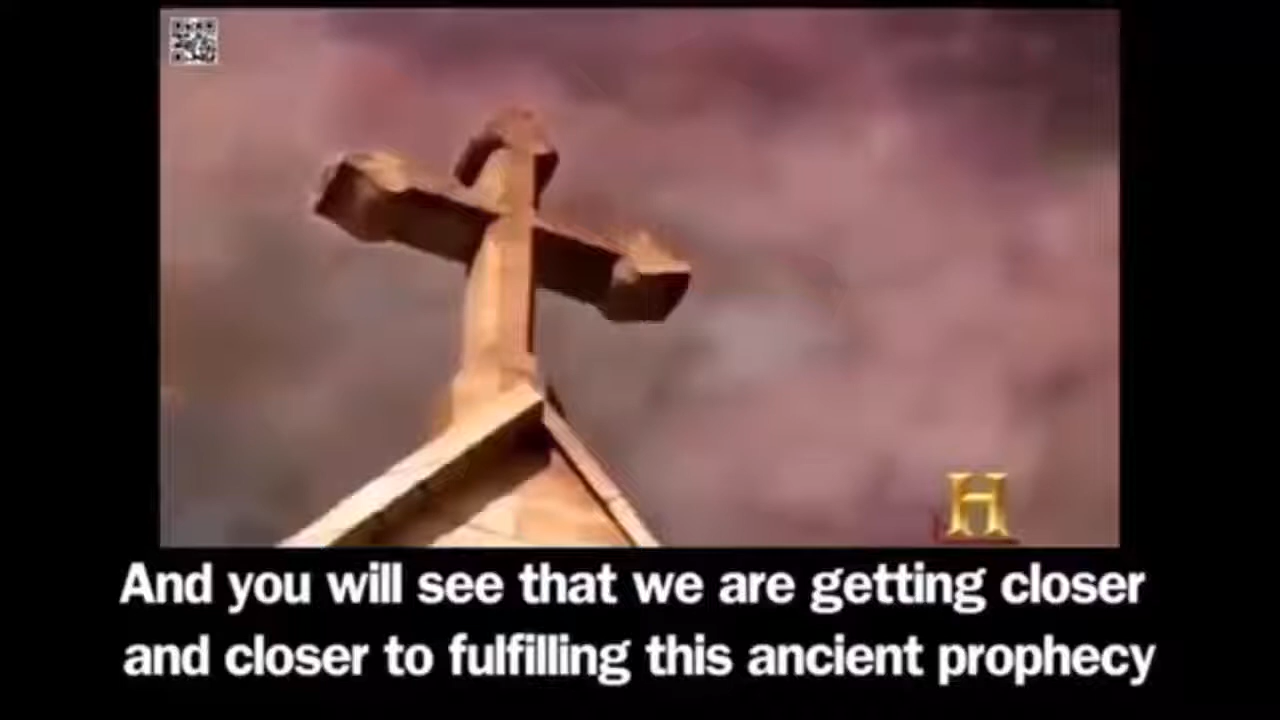 H
And you will see that we are getting closer
and closer to fulfilling this ancient prophecy